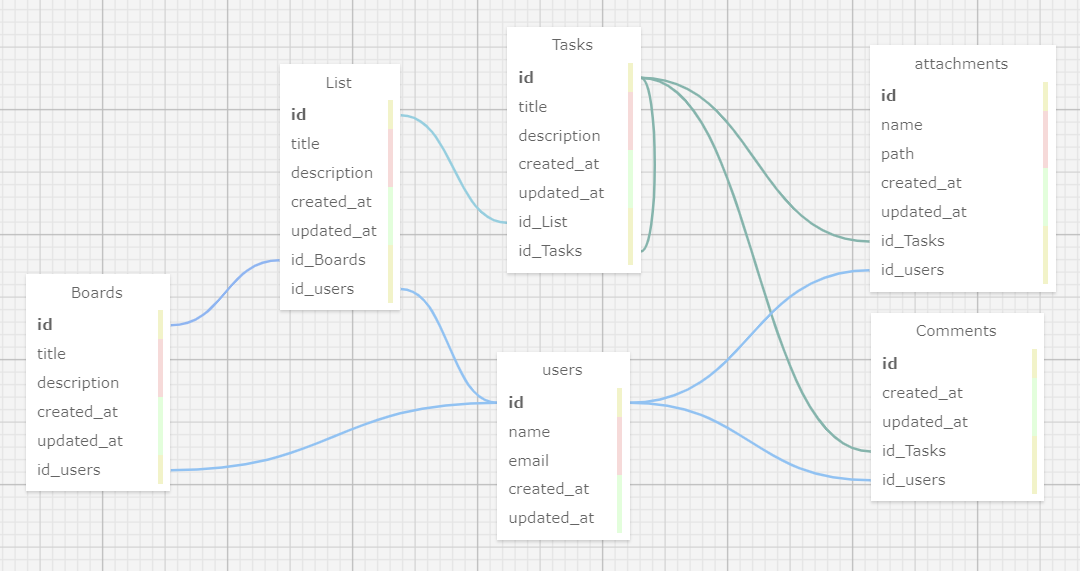 Boards
id
title
description
created_at
updated_at
id_users
List
id
title
description
created_at
updated_at
id_Boards
id_users
Tasks
id
title
description
created_at
updated_at
id_List
id_Tasks
users
id
name
email
created_at
updated_at
attachments
id
name
path
created_at
updated_at
id_Tasks
id_users
Comments
id
created_at
updated_at
id_Tasks
id_users